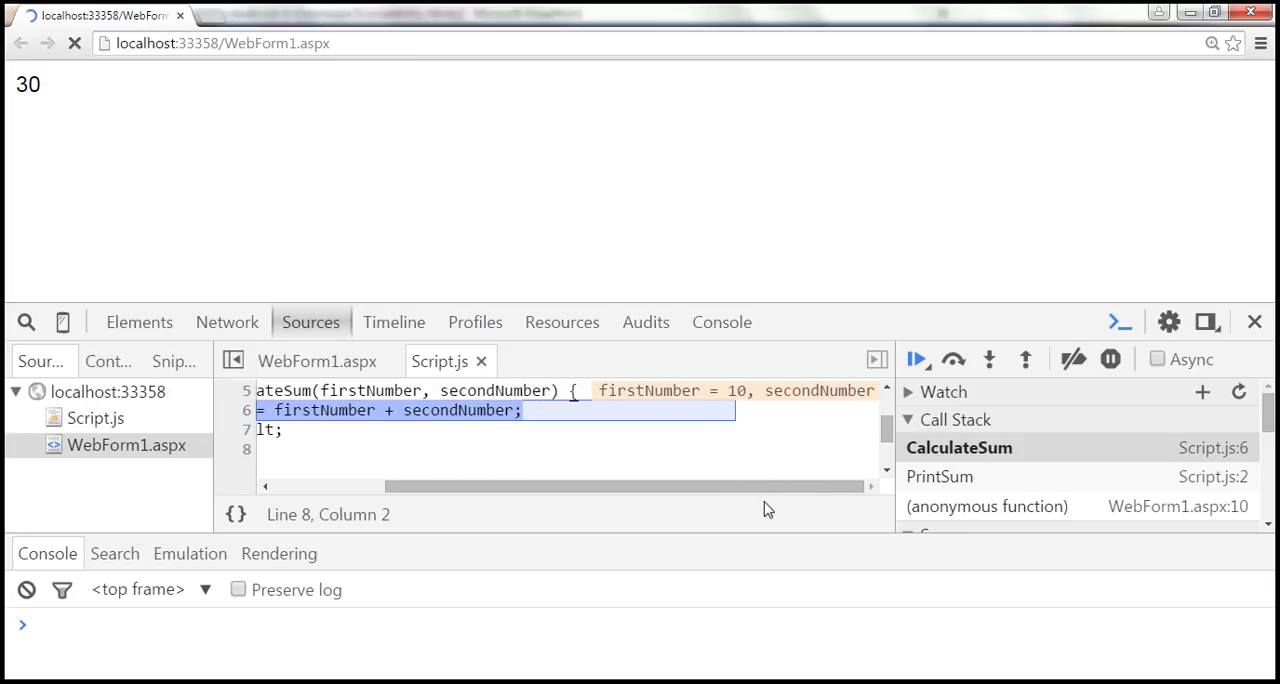 localhost:33358/WebForm
localhost:33358/WebForm1.aspx
30
Elements Network Sources Timeline Profiles Resources Audits Console
Sour... Cont... Snip... WebForm1.aspx Script.js Async
localhost:33358
Script.js
WebForm1.aspx
5 ateSum(firstNumber, secondNumber) { firstNumber = 10, secondNumber
6 = firstNumber + secondNumber;
7 lt;
8
{} Line 8, Column 2
Watch
Call Stack
CalculateSum Script.js:6
PrintSum Script.js:2
(anonymous function) WebForm1.aspx:10
Console Search Emulation Rendering
<top frame> Preserve log
>